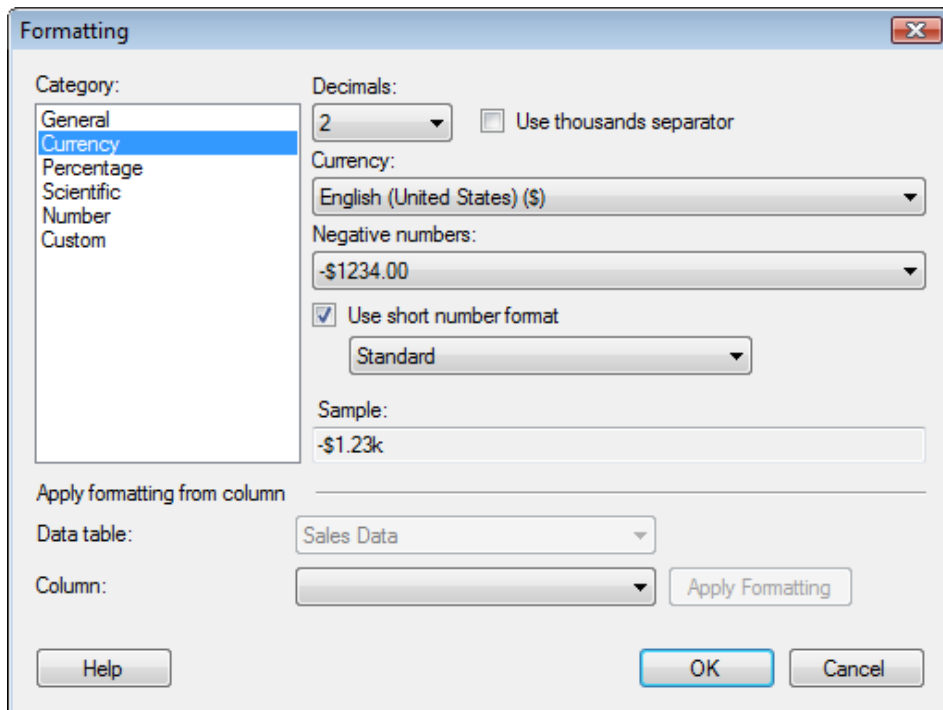 Formatting
Category:
General
Currency
Percentage
Scientific
Number
Custom
Decimals:
2
Use thousands separator
Currency:
English (United States) ($)
Negative numbers:
-$1234.00
Use short number format
Standard
Sample:
-$1.23k
Apply formatting from column
Data table:
Sales Data
Column:
Apply Formatting
Help
OK
Cancel